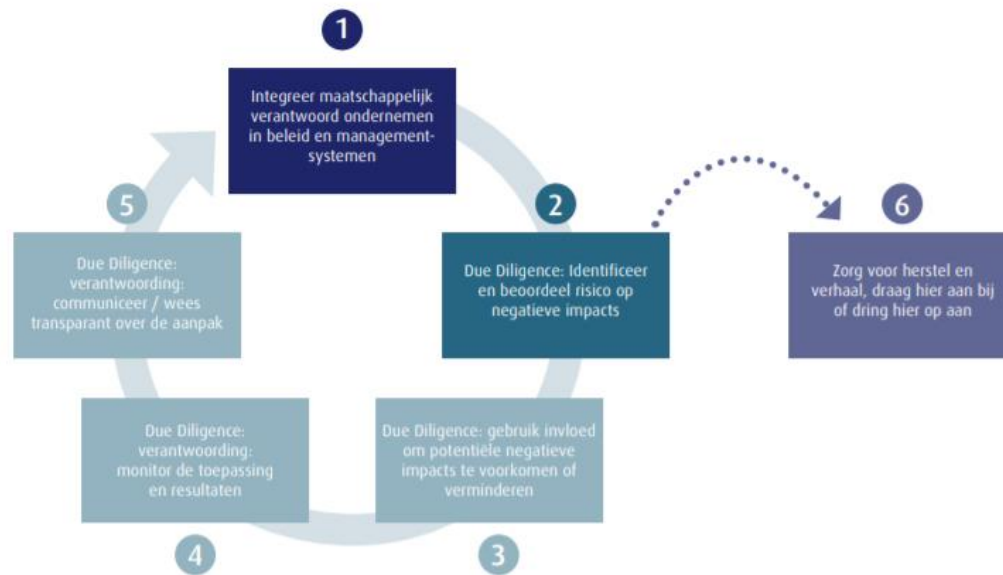 1
Integreer maatschappelijk
verantwoord ondernemen
in beleid en management-
systemen
2
Due Diligence: Identificeer
en beoordeel risico op
negatieve impacts
3
Due Diligence: gebruik invloed
om potentiële negatieve
impacts te voorkomen of
verminderen
4
Due Diligence:
verantwoording:
monitor de toepassing
en resultaten
5
Due Diligence:
verantwoording:
communiceer / wees
transparant over de aanpak
6
Zorg voor herstel en
verhaal, draag hier aan bij
of dring hier op aan